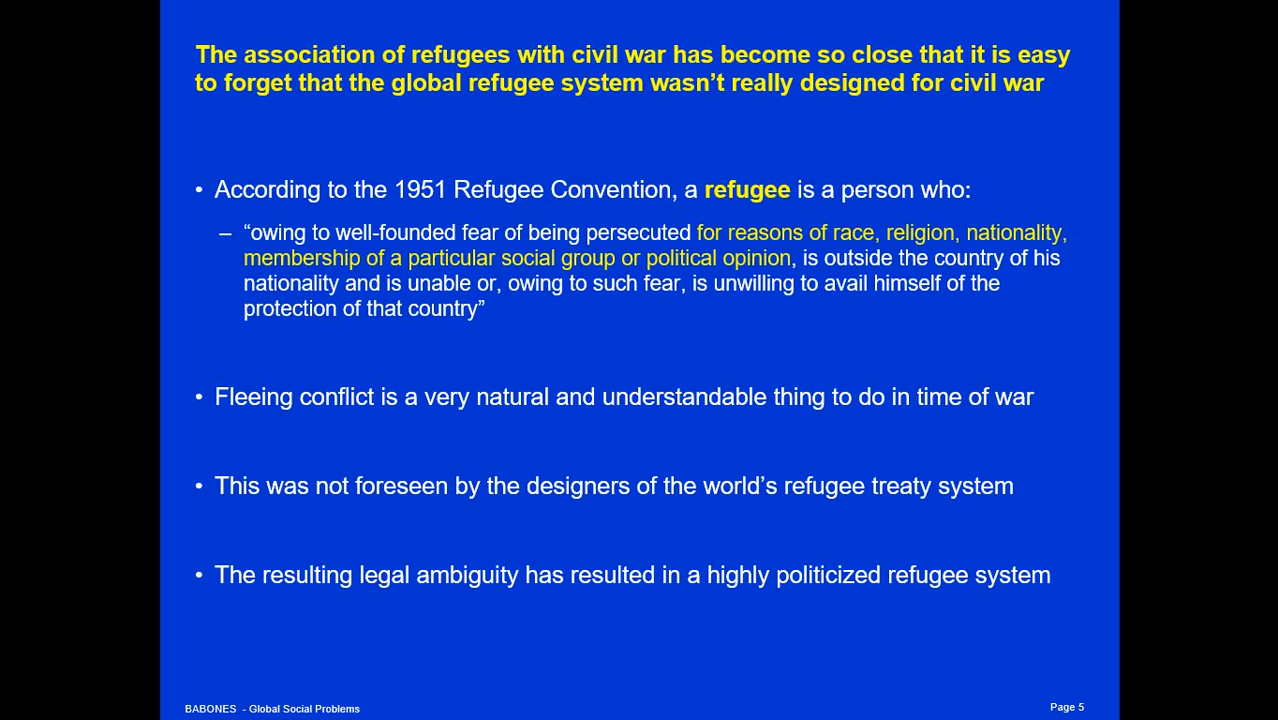 The association of refugees with civil war has become so close that it is easy
to forget that the global refugee system wasn’t really designed for civil war
• According to the 1951 Refugee Convention, a refugee is a person who:
– “owing to well-founded fear of being persecuted for reasons of race, religion, nationality,
membership of a particular social group or political opinion, is outside the country of his
nationality and is unable or, owing to such fear, is unwilling to avail himself of the
protection of that country”
• Fleeing conflict is a very natural and understandable thing to do in time of war
• This was not foreseen by the designers of the world’s refugee treaty system
• The resulting legal ambiguity has resulted in a highly politicized refugee system
BABONES - Global Social Problems
Page 5